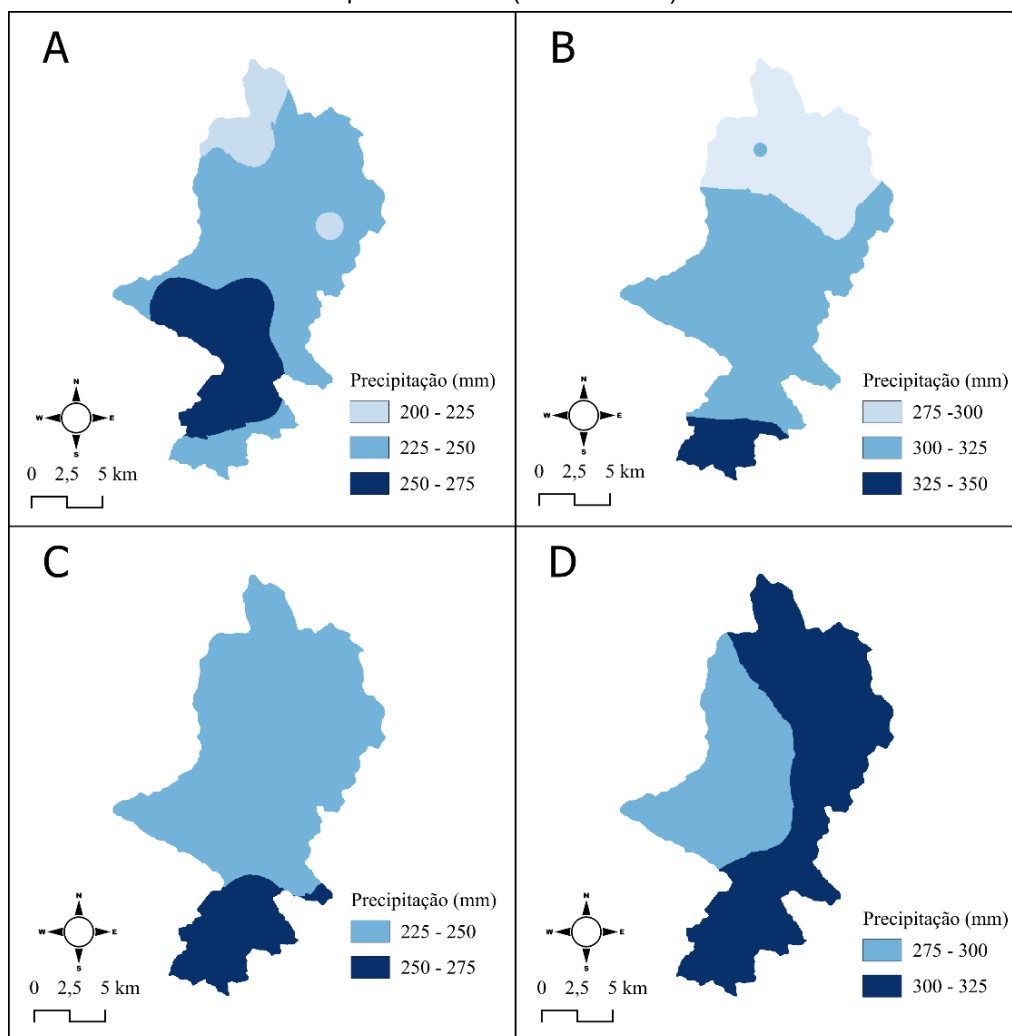 A
N
W E
S
0 2,5 5 km
Precipitação (mm)
200 - 225
225 - 250
250 - 275
B
N
W E
S
0 2,5 5 km
Precipitação (mm)
275 -300
300 - 325
325 - 350
C
N
W E
S
0 2,5 5 km
Precipitação (mm)
225 - 250
250 - 275
D
N
W E
S
0 2,5 5 km
Precipitação (mm)
275 - 300
300 - 325